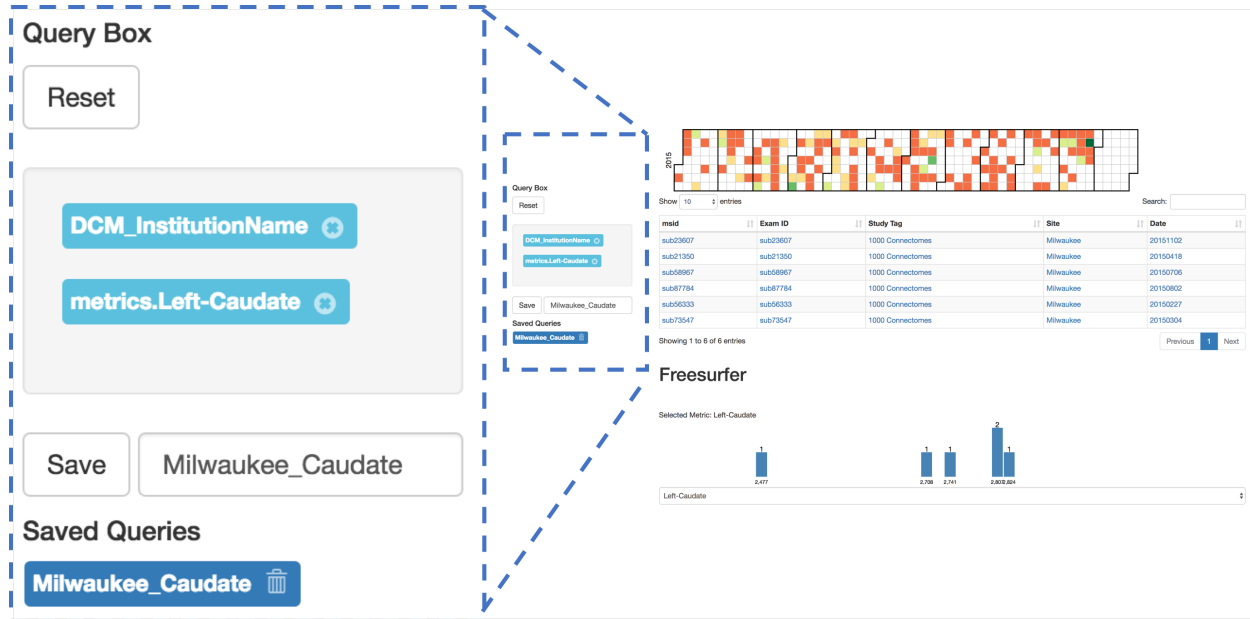 Query Box
Reset
DCM_InstitutionName
metrics.Left-Caudate
Save Milwaukee_Caudate
Saved Queries
Milwaukee_Caudate
Query Box
Reset
DCM_InstitutionName
metrics.Left-Caudate
Save Milwaukee_Caudate
Saved Queries
Milwaukee_Caudate
2015
Show 10 entries Search:
msid Exam ID Study Tag Site Date
sub23607 sub23607 1000 Connectomes Milwaukee 20151102
sub21350 sub21350 1000 Connectomes Milwaukee 20150418
sub58967 sub58967 1000 Connectomes Milwaukee 20150706
sub87784 sub87784 1000 Connectomes Milwaukee 20150802
sub56333 sub56333 1000 Connectomes Milwaukee 20150227
sub73547 sub73547 1000 Connectomes Milwaukee 20150304
Showing 1 to 6 of 6 entries Previous 1 Next
Freesurfer
Selected Metric: Left-Caudate
1 1 1 2 1
2,477 2,708 2,741 2,824
Left-Caudate